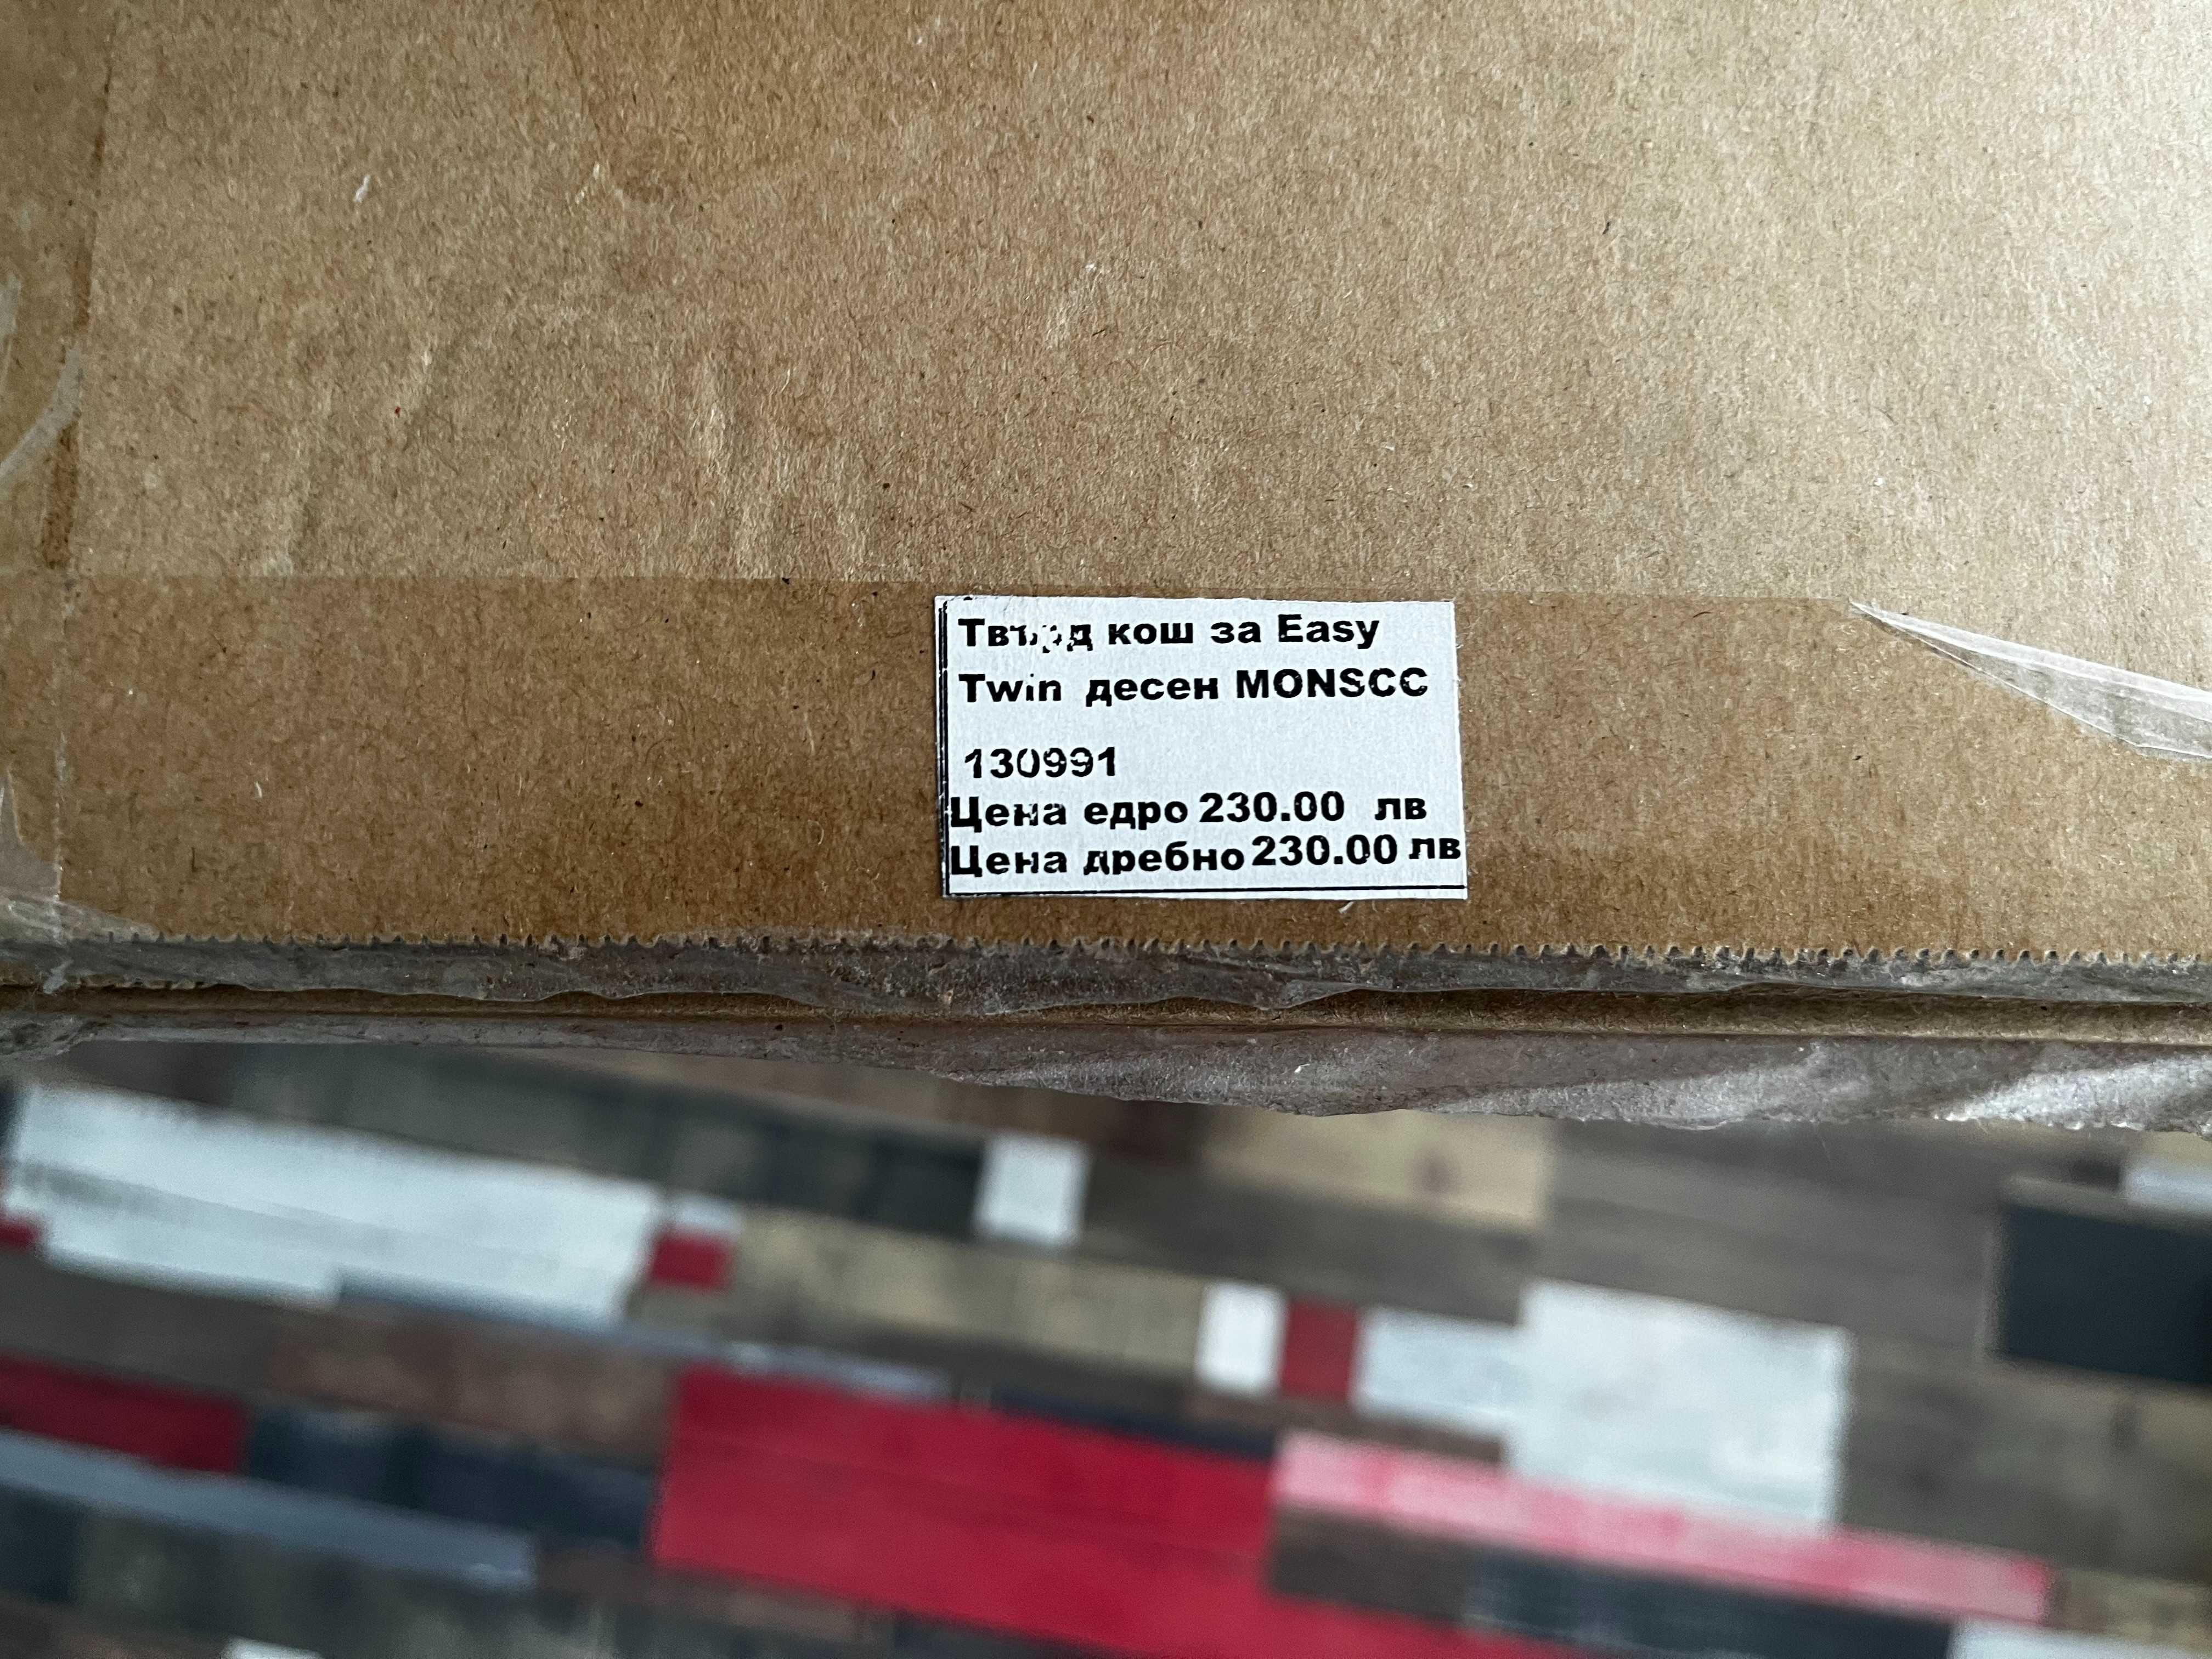 Твърд кош за Easy
Twin десен MONSCC
130991
Цена едро 230.00 лв
Цена дребно 230.00 лв